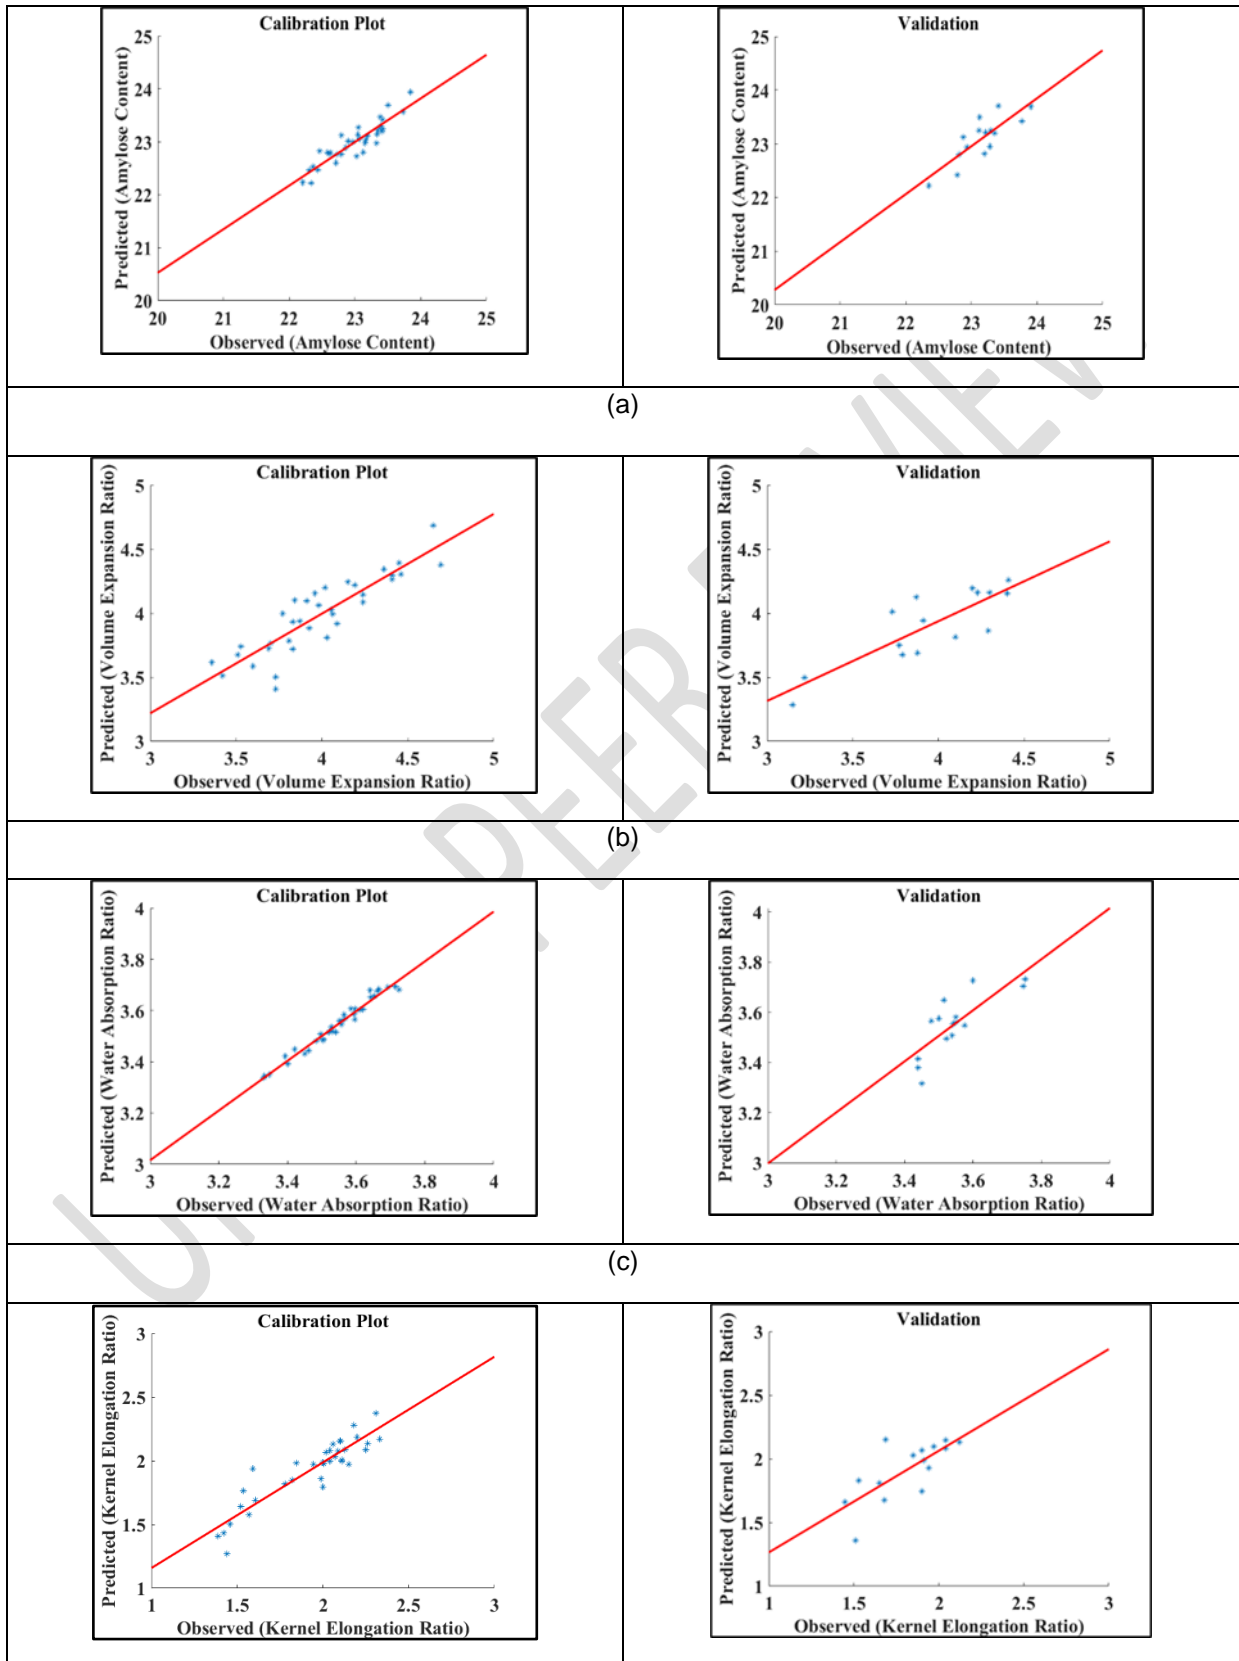 Calibration Plot
Predicted (Amylose Content)
25
24
23
22
21
20
20 21 22 23 24 25
Observed (Amylose Content)
Validation
Predicted (Amylose Content)
25
24
23
22
21
20
20 21 22 23 24 25
Observed (Amylose Content)
(a)
Calibration Plot
Predicted (Volume Expansion Ratio)
5
4.5
4
3.5
3
3 3.5 4 4.5 5
Observed (Volume Expansion Ratio)
Validation
Predicted (Volume Expansion Ratio)
5
4.5
4
3.5
3
3 3.5 4 4.5 5
Observed (Volume Expansion Ratio)
(b)
Calibration Plot
Predicted (Water Absorption Ratio)
4
3.8
3.6
3.4
3.2
3
3 3.2 3.4 3.6 3.8 4
Observed (Water Absorption Ratio)
Validation
Predicted (Water Absorption Ratio)
4
3.8
3.6
3.4
3.2
3
3 3.2 3.4 3.6 3.8 4
Observed (Water Absorption Ratio)
(c)
Calibration Plot
Predicted (Kernel Elongation Ratio)
3
2.5
2
1.5
1
1 1.5 2 2.5 3
Observed (Kernel Elongation Ratio)
Validation
Predicted (Kernel Elongation Ratio)
3
2.5
2
1.5
1
1 1.5 2 2.5 3
Observed (Kernel Elongation Ratio)
PEER